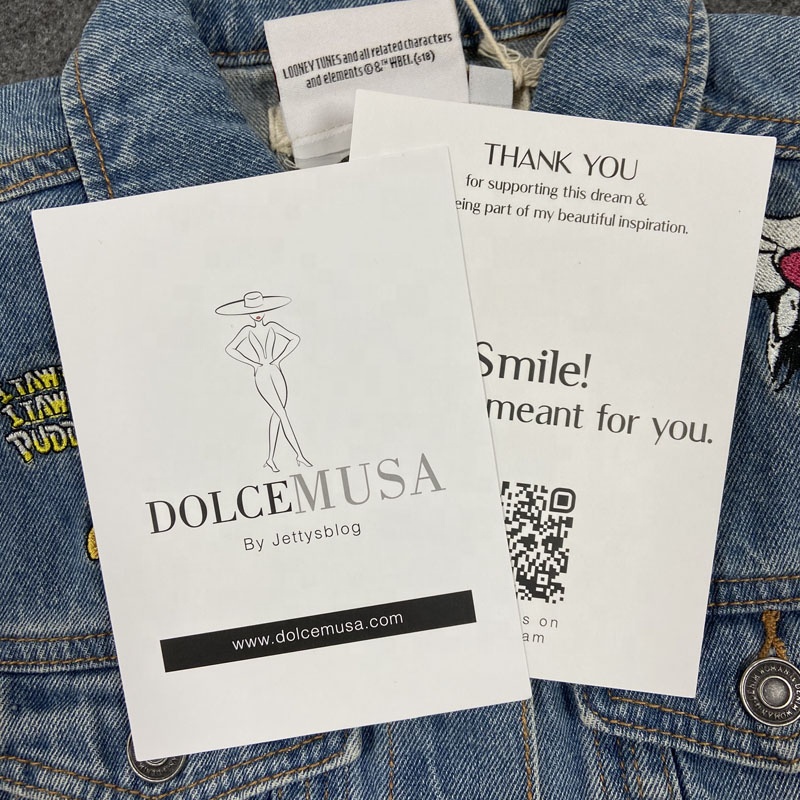 LOONEY TUNES and all related characters
and elements © & ™ WBEI. (s18)
THANK YOU
for supporting this dream &
eing part of my beautiful inspiration.
Smile!
meant for you.
s on
am
DOLCEMUSA
By Jettysblog
www.dolcemusa.com
I TAW
I TAW
PUDD